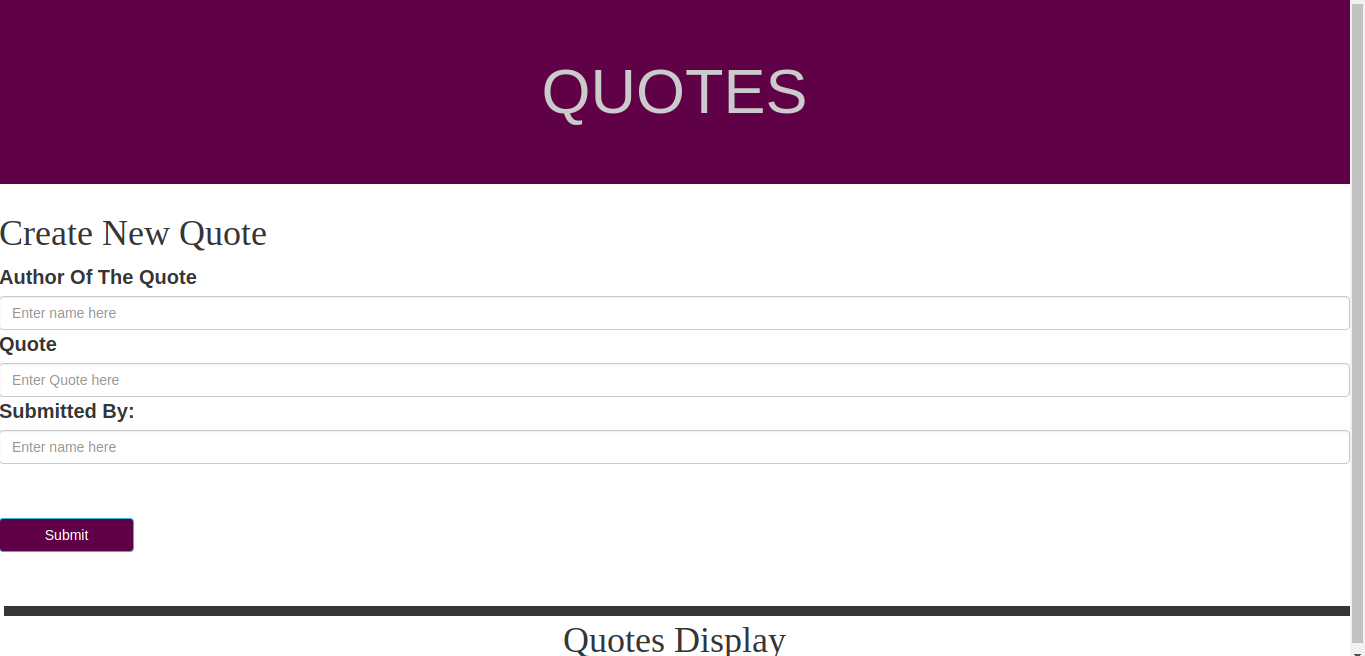 QUOTES
Create New Quote
Author Of The Quote
Enter name here
Quote
Enter Quote here
Submitted By:
Enter name here
Submit
Quotes Display